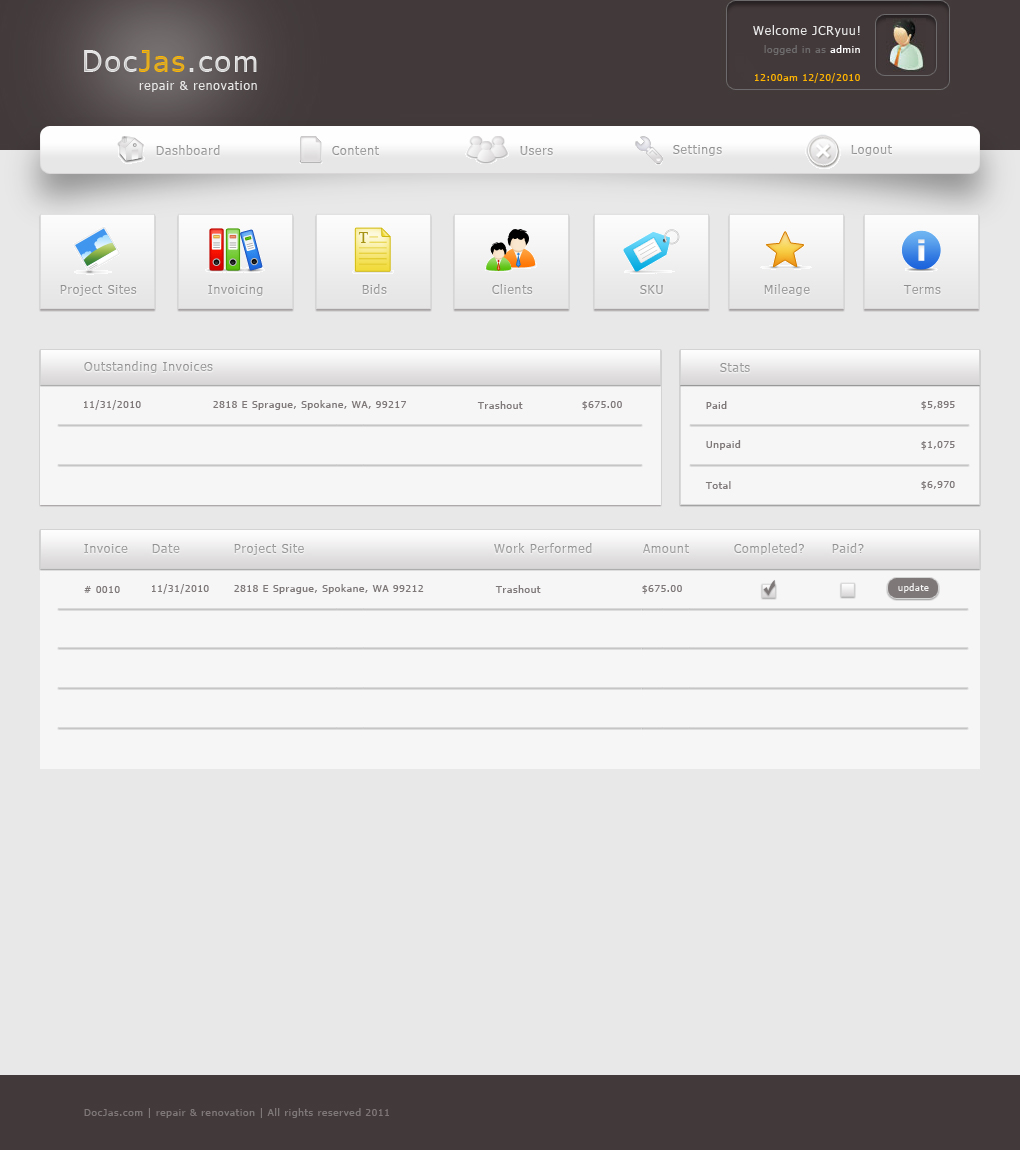 DocJas.com
repair & renovation
Welcome JCRyuu!
logged in as admin
12:00am 12/20/2010
Dashboard Content Users Settings Logout
Project Sites Invoicing Bids Clients SKU Mileage Terms
T
Outstanding Invoices
11/31/2010 2818 E Sprague, Spokane, WA, 99217 Trashout $675.00
Stats
Paid $5,895
Unpaid $1,075
Total $6,970
Invoice Date Project Site Work Performed Amount Completed? Paid?
# 0010 11/31/2010 2818 E Sprague, Spokane, WA 99212 Trashout $675.00 update
DocJas.com | repair & renovation | All rights reserved 2011